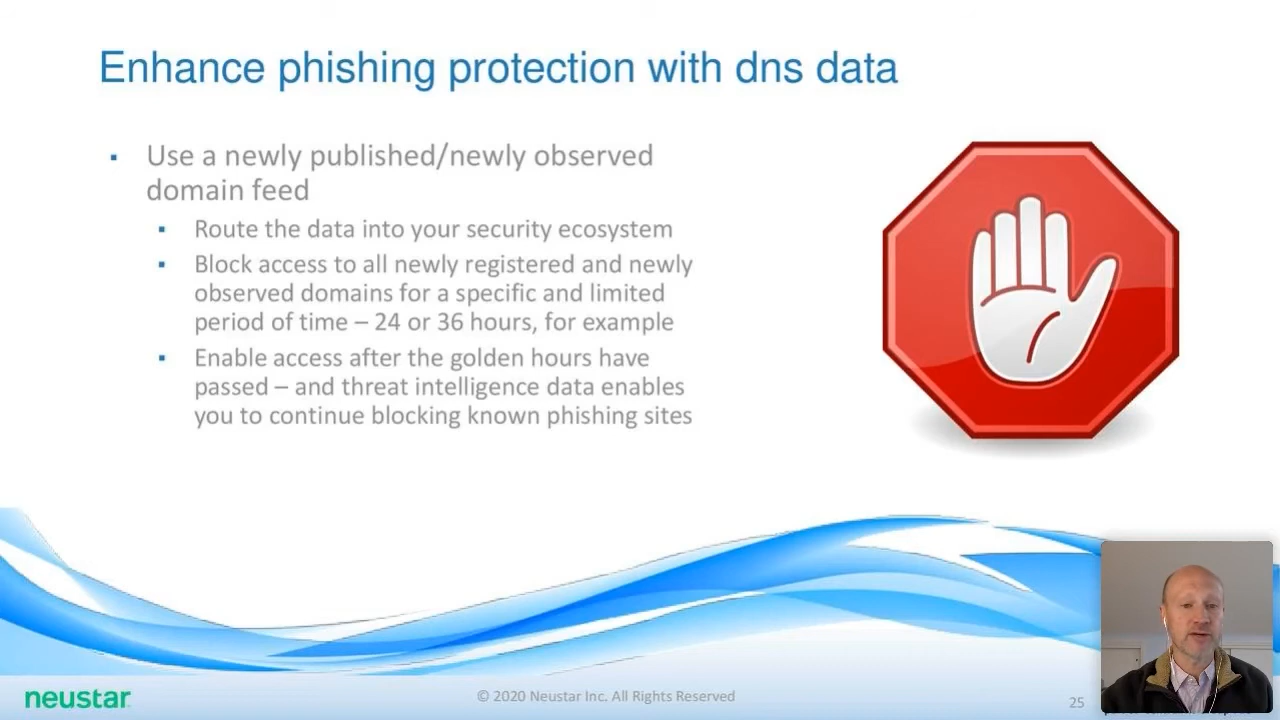 Enhance phishing protection with dns data
▪ Use a newly published/newly observed
domain feed
▪ Route the data into your security ecosystem
▪ Block access to all newly registered and newly
observed domains for a specific and limited
period of time – 24 or 36 hours, for example
▪ Enable access after the golden hours have
passed – and threat intelligence data enables
you to continue blocking known phishing sites
neustar
© 2020 Neustar Inc. All Rights Reserved
25